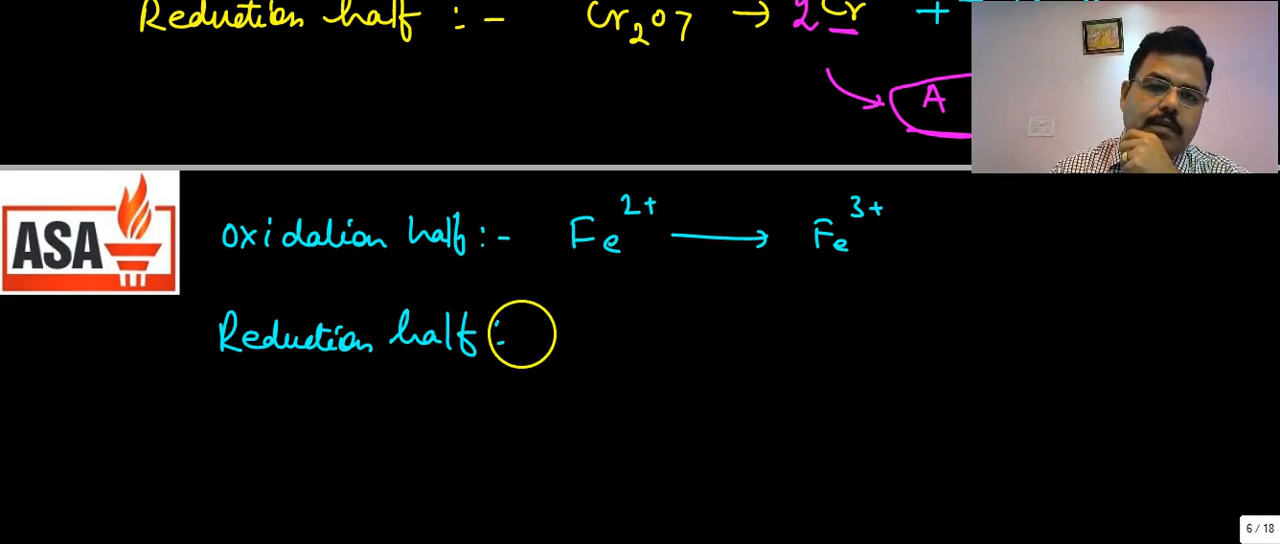 Reduction half :- Cr2O7 → 2Cr +
A
ASA
Oxidation half :- Fe2+ → Fe3+
Reduction half :
6 / 18